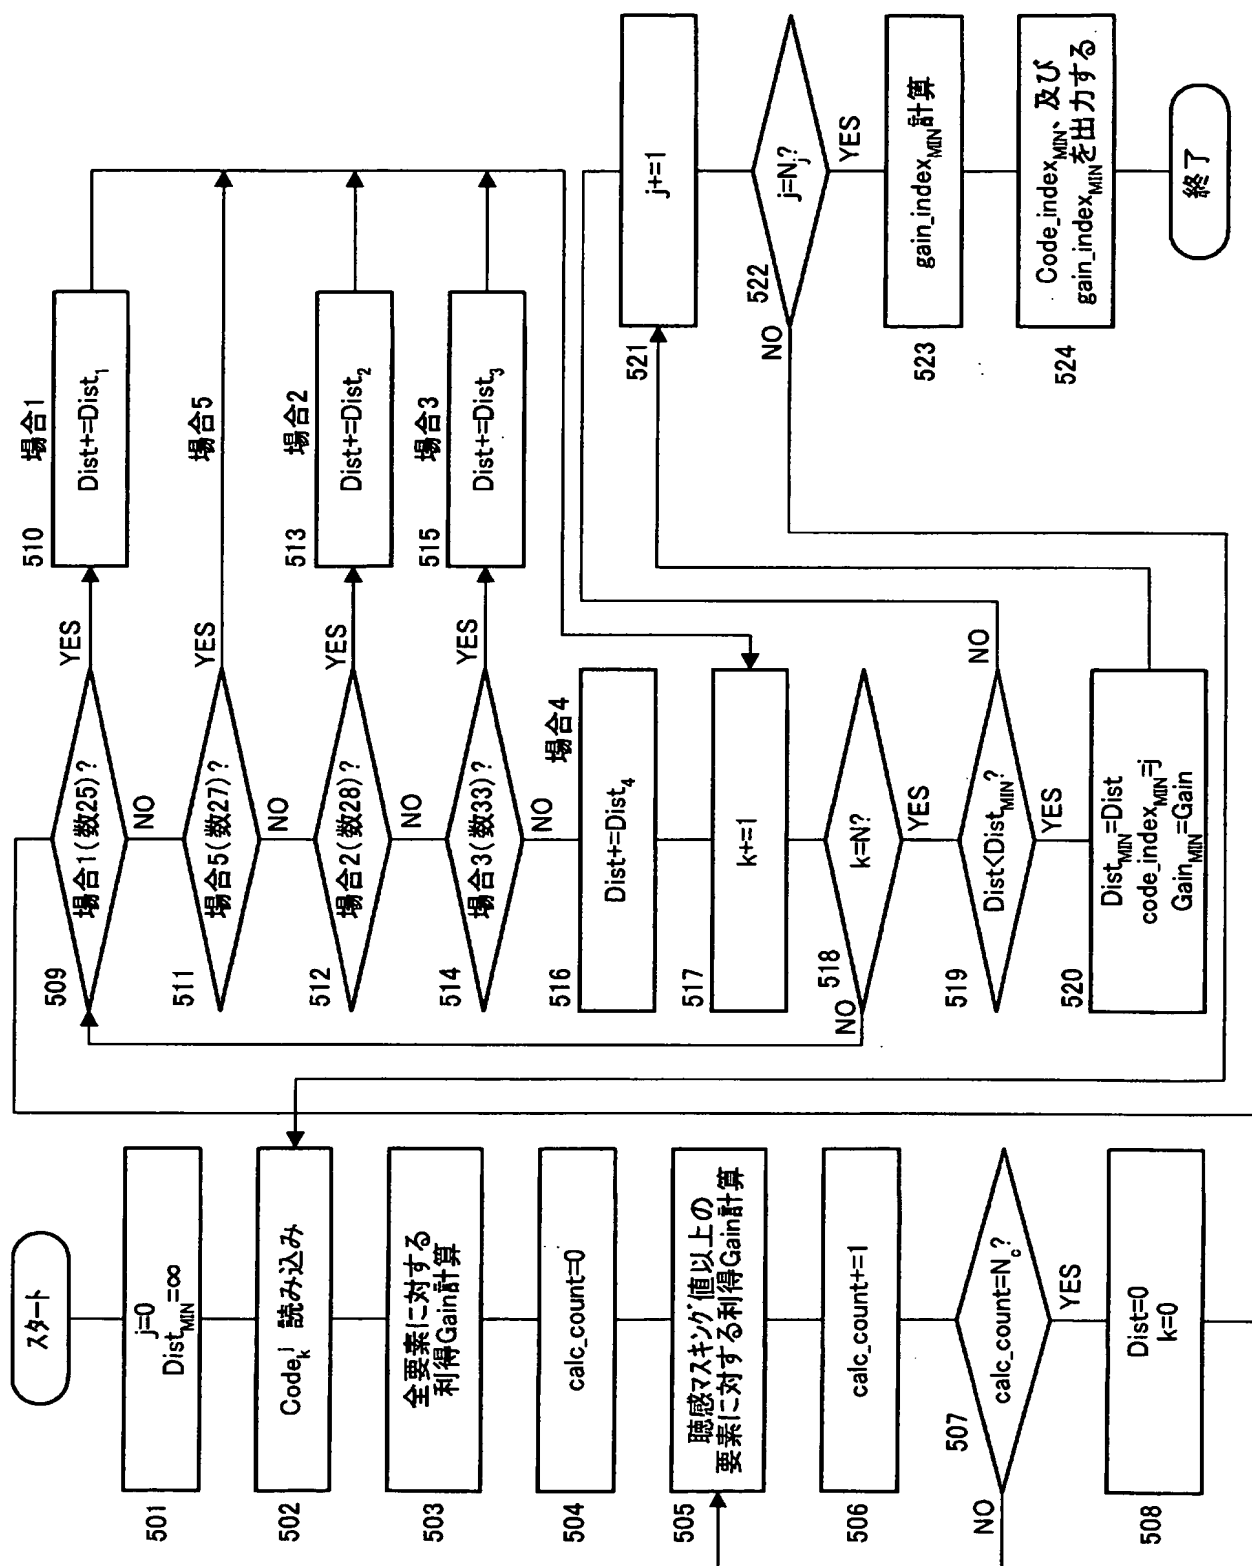 スタート
501
j=0
Dist_MIN=∞
502
Code_k^j 読み込み
503
全要素に対する
利得Gain計算
504
calc_count=0
505
聴感マスキング値以上の
要素に対する利得Gain計算
506
calc_count+=1
507
calc_count=N_c?
NO
YES
508
Dist=0
k=0
509
場合1(数25)?
YES
NO
510
場合1
Dist+=Dist_1
511
場合5(数27)?
YES
場合5
NO
512
場合2(数28)?
YES
NO
513
場合2
Dist+=Dist_2
514
場合3(数33)?
YES
NO
515
場合3
Dist+=Dist_3
516
場合4
Dist+=Dist_4
517
k+=1
518
k=N?
NO
YES
519
Dist<Dist_MIN?
NO
YES
520
Dist_MIN=Dist
code_index_MIN=j
Gain_MIN=Gain
521
j+=1
522
j=N_j?
NO
YES
523
gain_index_MIN計算
524
Code_index_MIN、及び
gain_index_MINを出力する
終了